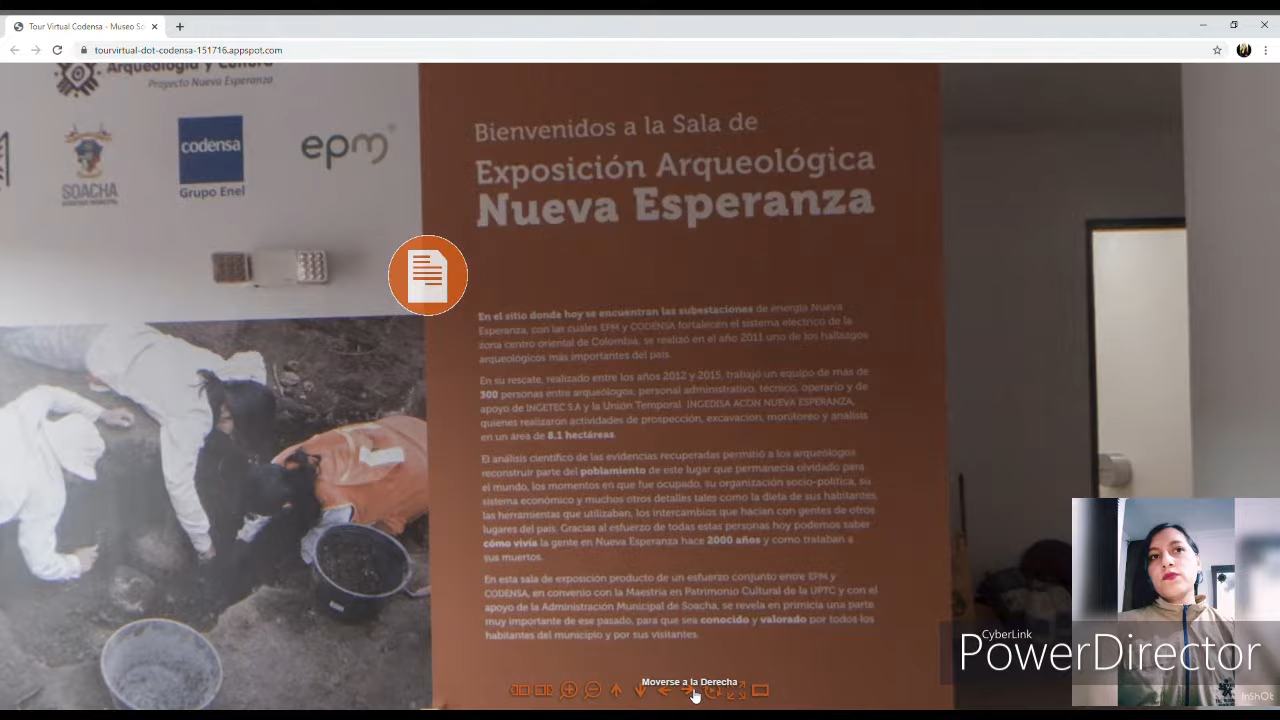 Tour Virtual Codensa - Museo
tourvirtual-dot-codensa-151716.appspot.com
Arqueología y Cultura
Proyecto Nueva Esperanza
SOACHA
codensa
Grupo Enel
epm
Bienvenidos a la Sala de
Exposición Arqueológica
Nueva Esperanza
En el sitio donde hoy se encuentran las subestaciones de energía Nueva
Esperanza, con las cuales EPM y CODENSA fortalecen el sistema eléctrico de la
zona centro oriental de Colombia, se realizó en el año 2011 uno de los hallazgos
arqueológicos más importantes del país.
En su rescate, realizado entre los años 2012 y 2015, trabajó un equipo de más de
300 personas entre arqueólogos, personal administrativo, técnico, operario y de
apoyo de INGETEC S.A y la Unión Temporal INGEDISA ACON NUEVA ESPERANZA,
quienes realizaron actividades de prospección, excavación, monitoreo y análisis
en un área de 8.1 hectáreas.
El análisis científico de las evidencias recuperadas permitió a los arqueólogos
reconstruir parte del poblamiento de este lugar que permanecía olvidado para
el mundo, los momentos en que fue ocupado, su organización socio-política, su
sistema económico y muchos otros detalles tales como la dieta de sus habitantes,
las herramientas que utilizaban, los intercambios que hacían con gentes de otros
lugares del país. Gracias al esfuerzo de todas estas personas hoy podemos saber
cómo vivía la gente en Nueva Esperanza hace 2000 años y como trataban a
sus muertos.
En esta sala de exposición producto de un esfuerzo conjunto entre EPM y
CODENSA, en convenio con la Maestría en Patrimonio Cultural de la UPTC y con el
apoyo de la Administración Municipal de Soacha, se revela en primicia una parte
muy importante de ese pasado, para que sea conocido y valorado por todos los
habitantes del municipio y por sus visitantes.
Moverse a la Derecha
CyberLink
PowerDirector
InShOt